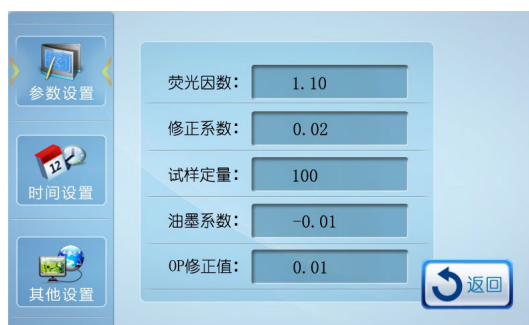 参数设置
荧光因数： 1.10
修正系数： 0.02
12
时间设置
试样定量： 100
油墨系数： -0.01
OP修正值： 0.01
其他设置
返回